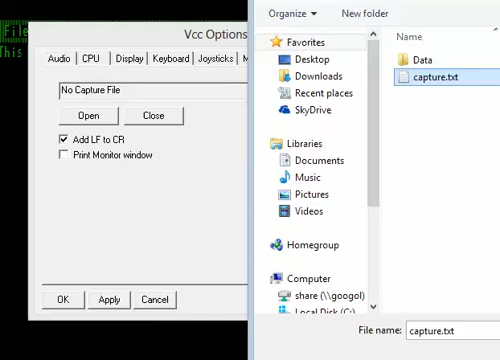 File
This
Vcc Options
Audio CPU Display Keyboard Joysticks M
No Capture File
Open Close
Add LF to CR
Print Monitor window
OK Apply Cancel
Organize New folder
Favorites
Desktop
Downloads
Recent places
SkyDrive
Libraries
Documents
Music
Pictures
Videos
Homegroup
Computer
share (\\googol)
Local Disk (C:)
Name
Data
capture.txt
File name: capture.txt